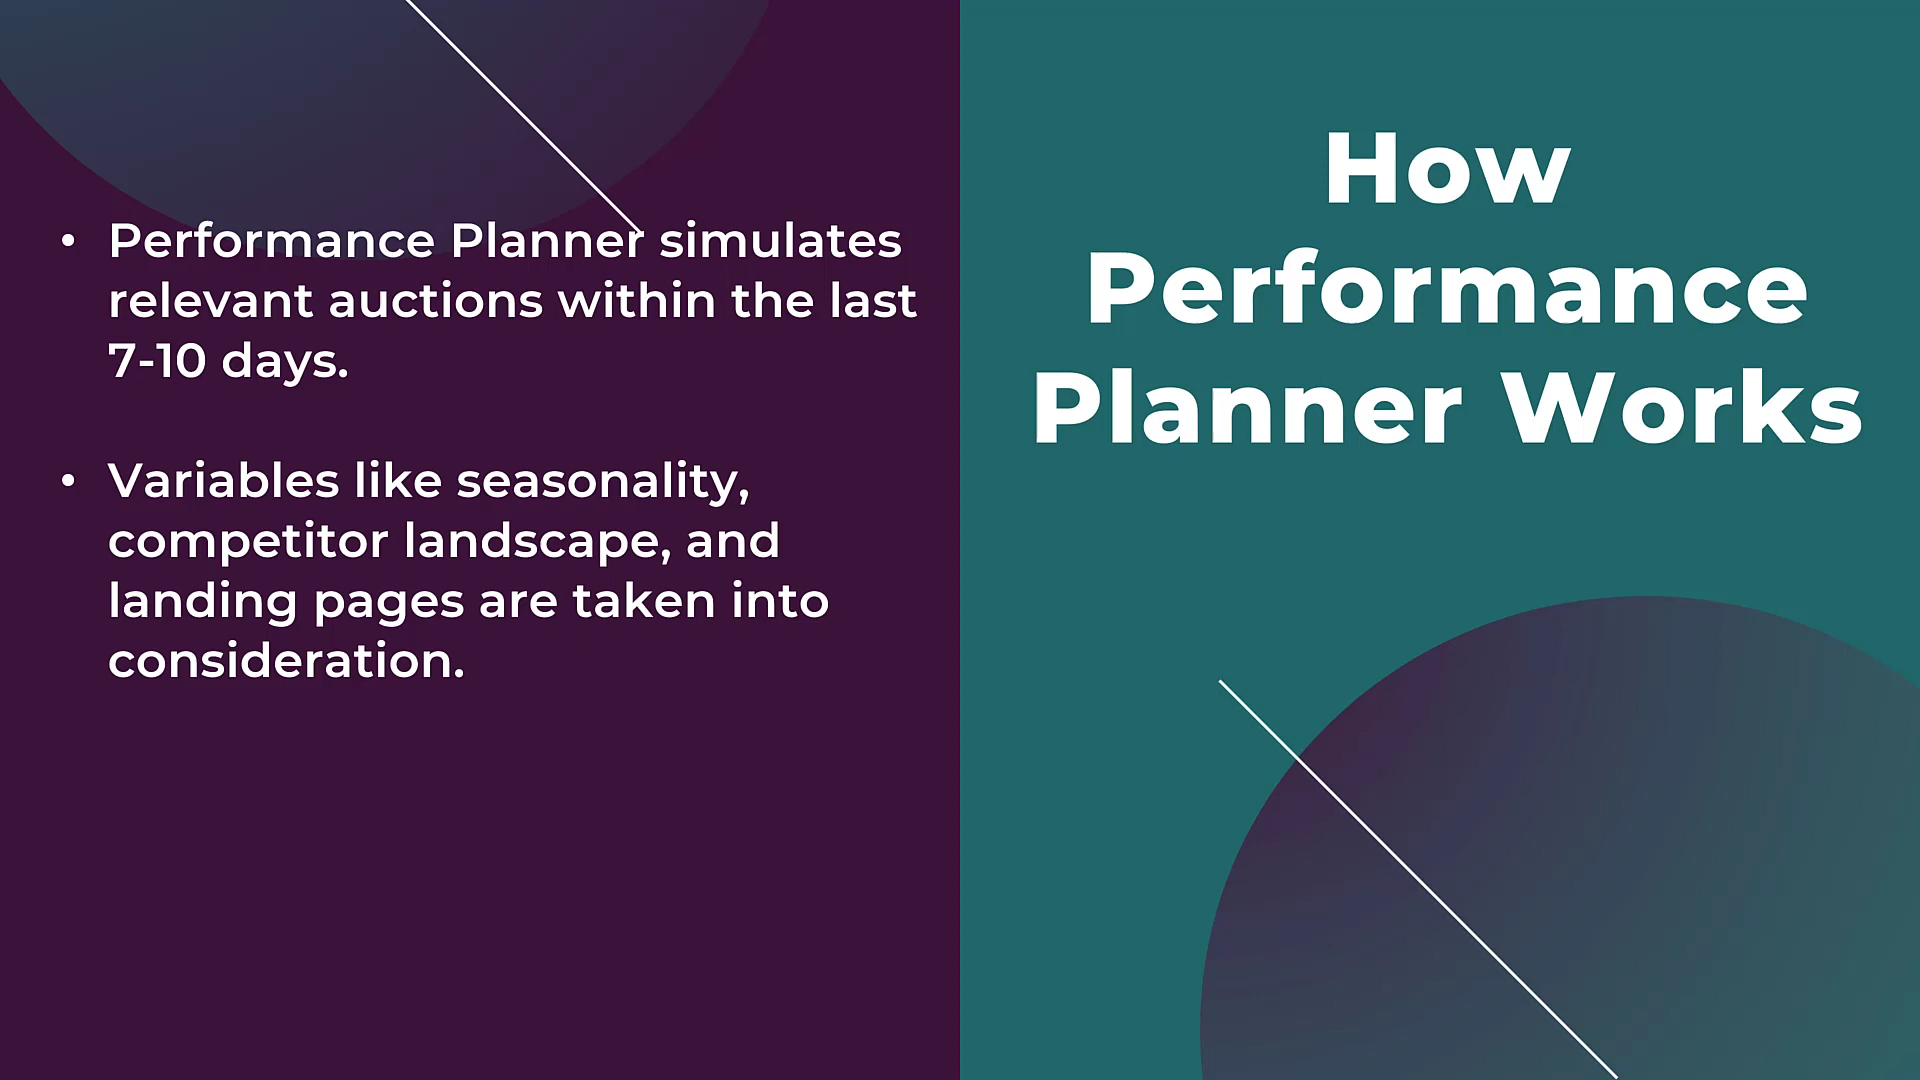 • Performance Planner simulates
relevant auctions within the last
7-10 days.
• Variables like seasonality,
competitor landscape, and
landing pages are taken into
consideration.
How
Performance
Planner Works